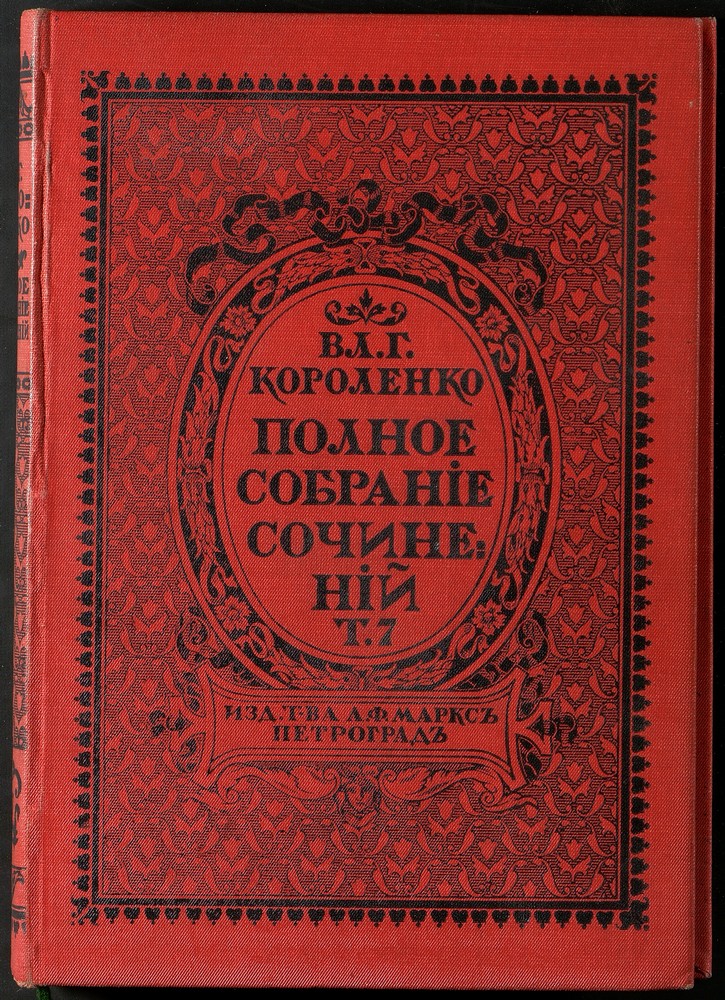 ВЛ.Г.
КОРОЛЕНКО
ПОЛНОЕ
СОБРАНІЕ
СОЧИНЕ:
НІЙ
Т.7
ИЗД.Т-ВА А.Ф.МАРКСЪ
ПЕТРОГРАДЪ